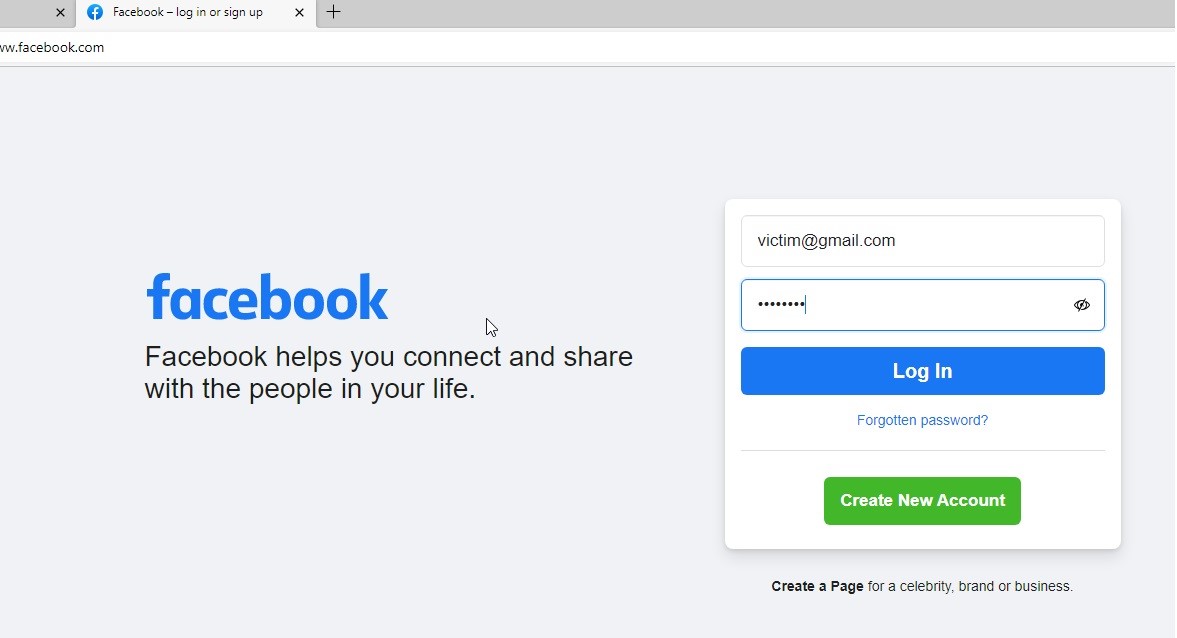 Facebook – log in or sign up
ww.facebook.com
victim@gmail.com
facebook
Facebook helps you connect and share
with the people in your life.
Log In
Forgotten password?
Create New Account
Create a Page for a celebrity, brand or business.